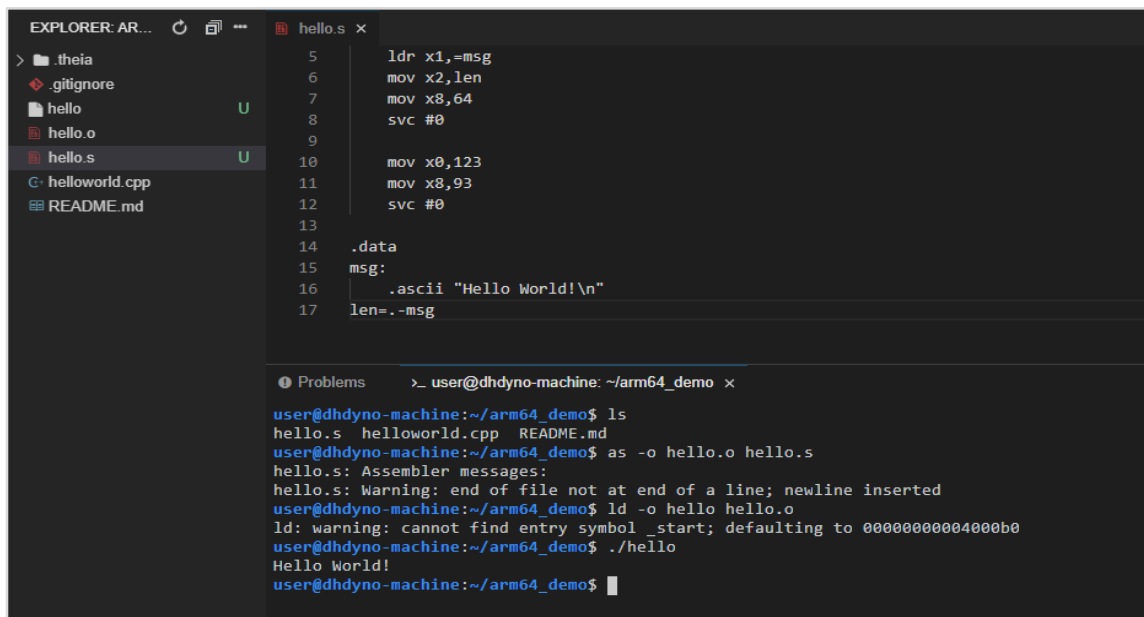 EXPLORER: AR...
.theia
.gitignore
hello U
hello.o
hello.s U
helloworld.cpp
README.md
hello.s
5 ldr x1,=msg
6 mov x2,len
7 mov x8,64
8 svc #0
9
10 mov x0,123
11 mov x8,93
12 svc #0
13
14 .data
15 msg:
16 .ascii "Hello World!\n"
17 len=.-msg
Problems >_ user@dhdyno-machine: ~/arm64_demo
user@dhdyno-machine:~/arm64_demo$ ls
hello.s helloworld.cpp README.md
user@dhdyno-machine:~/arm64_demo$ as -o hello.o hello.s
hello.s: Assembler messages:
hello.s: Warning: end of file not at end of a line; newline inserted
user@dhdyno-machine:~/arm64_demo$ ld -o hello hello.o
ld: warning: cannot find entry symbol _start; defaulting to 00000000004000b0
user@dhdyno-machine:~/arm64_demo$ ./hello
Hello World!
user@dhdyno-machine:~/arm64_demo$